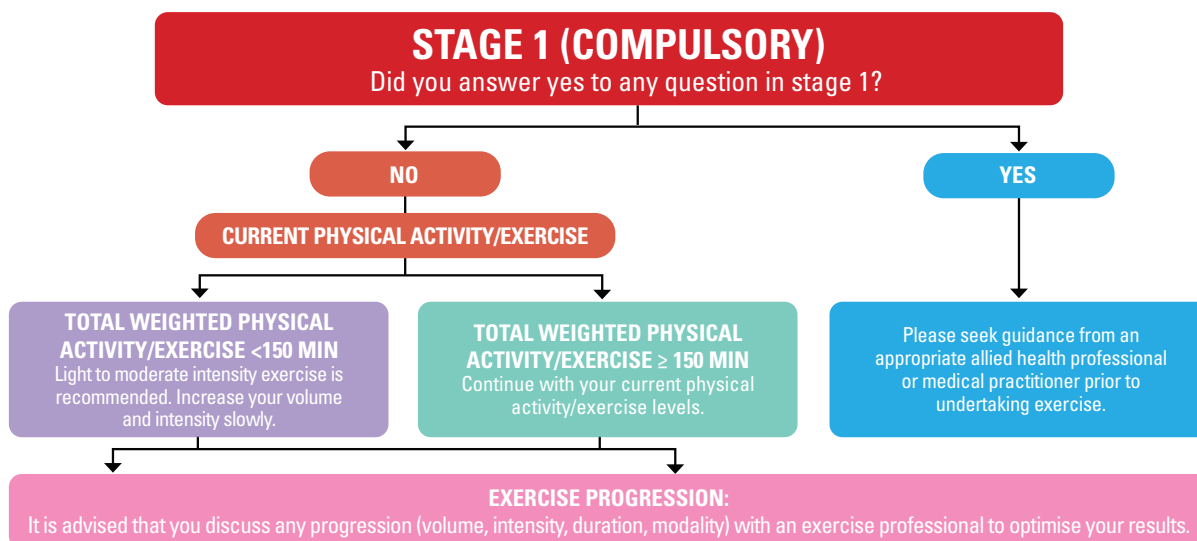 STAGE 1 (COMPULSORY)
Did you answer yes to any question in stage 1?
NO
YES
CURRENT PHYSICAL ACTIVITY/EXERCISE
TOTAL WEIGHTED PHYSICAL
ACTIVITY/EXERCISE <150 MIN
Light to moderate intensity exercise is
recommended. Increase your volume
and intensity slowly.
TOTAL WEIGHTED PHYSICAL
ACTIVITY/EXERCISE ≥ 150 MIN
Continue with your current physical
activity/exercise levels.
Please seek guidance from an
appropriate allied health professional
or medical practitioner prior to
undertaking exercise.
EXERCISE PROGRESSION:
It is advised that you discuss any progression (volume, intensity, duration, modality) with an exercise professional to optimise your results.